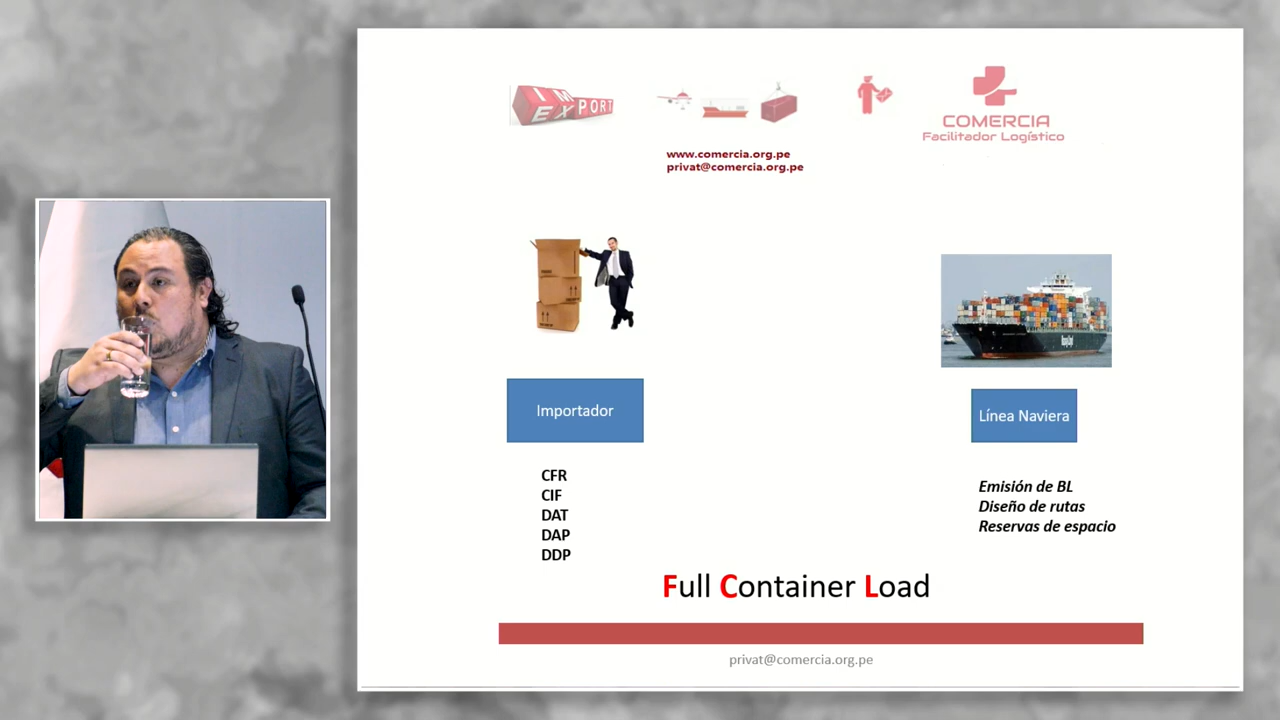 IM
EXPORT
COMERCIA
Facilitador Logístico
www.comercia.org.pe
privat@comercia.org.pe
Importador
Línea Naviera
CFR
CIF
DAT
DAP
DDP
Emisión de BL
Diseño de rutas
Reservas de espacio
Full Container Load
privat@comercia.org.pe